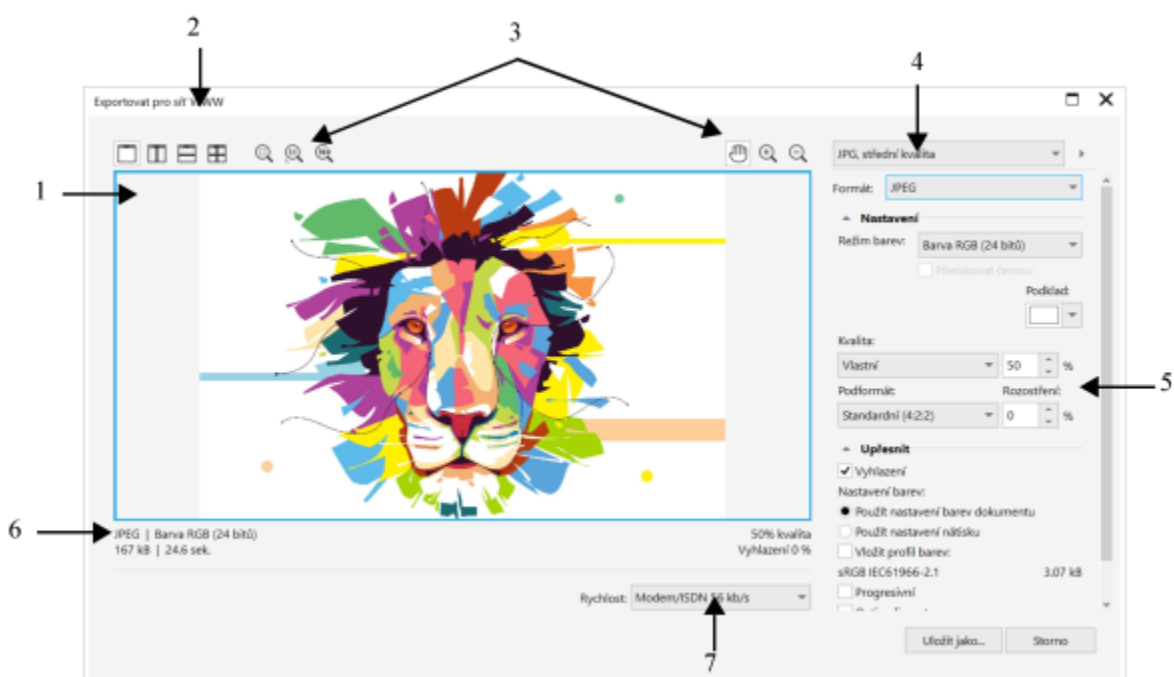 2
3
4
Exportovat pro síť WWW
JPG, střední kvalita
1
Formát: JPEG
Nastavení
Režim barev: Barva RGB (24 bitů)
Přetiskovat černou
Podklad:
Kvalita:
Vlastní 50 %
5
Podformát: Rozostření:
Standardní (4:2:2) 0 %
Upřesnit
Vyhlazení
Nastavení barev:
Použít nastavení barev dokumentu
Použít nastavení nátisku
Vložit profil barev:
sRGB IEC61966-2.1 3.07 kB
Progresivní
6
JPEG | Barva RGB (24 bitů) 50% kvalita
167 kB | 24.6 sek. Vyhlazení 0 %
Rychlost: Modem/ISDN 56 kb/s
Uložit jako... Storno
7